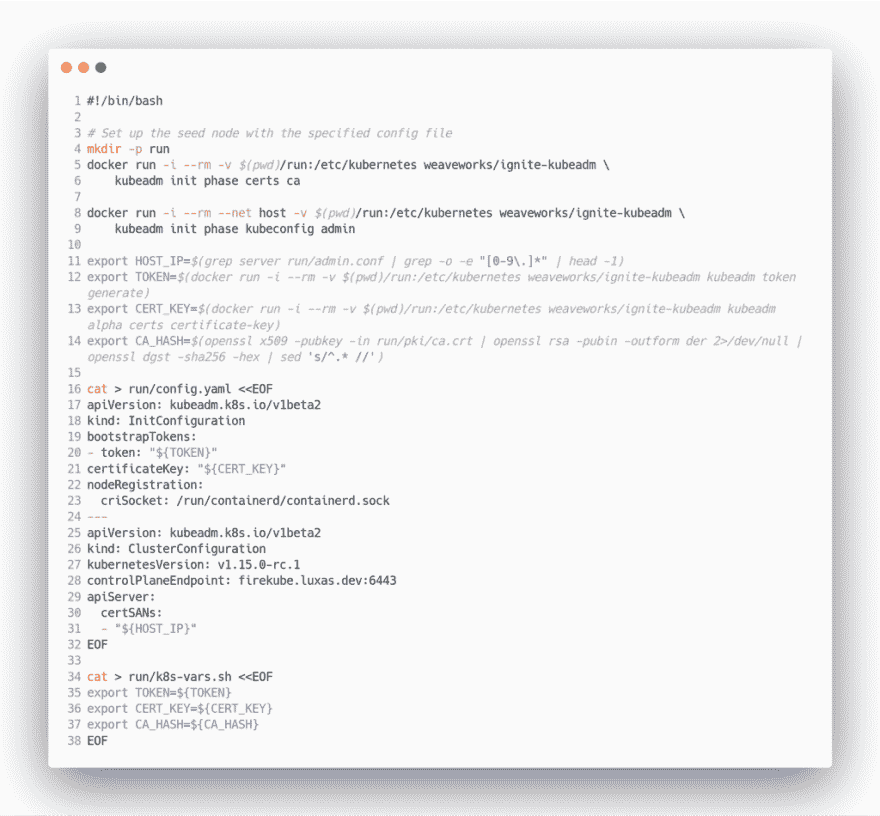 1 #!/bin/bash
2
3 # Set up the seed node with the specified config file
4 mkdir -p run
5 docker run -i --rm -v $(pwd)/run:/etc/kubernetes weaveworks/ignite-kubeadm \
6     kubeadm init phase certs ca
7
8 docker run -i --rm --net host -v $(pwd)/run:/etc/kubernetes weaveworks/ignite-kubeadm \
9     kubeadm init phase kubeconfig admin
10
11 export HOST_IP=$(grep server run/admin.conf | grep -o -e "[0-9\.]*" | head -1)
12 export TOKEN=$(docker run -i --rm -v $(pwd)/run:/etc/kubernetes weaveworks/ignite-kubeadm kubeadm token
generate)
13 export CERT_KEY=$(docker run -i --rm -v $(pwd)/run:/etc/kubernetes weaveworks/ignite-kubeadm kubeadm
alpha certs certificate-key)
14 export CA_HASH=$(openssl x509 -pubkey -in run/pki/ca.crt | openssl rsa -pubin -outform der 2>/dev/null |
openssl dgst -sha256 -hex | sed 's/^.* //')
15
16 cat > run/config.yaml <<EOF
17 apiVersion: kubeadm.k8s.io/v1beta2
18 kind: InitConfiguration
19 bootstrapTokens:
20 - token: "${TOKEN}"
21 certificateKey: "${CERT_KEY}"
22 nodeRegistration:
23   criSocket: /run/containerd/containerd.sock
24 ---
25 apiVersion: kubeadm.k8s.io/v1beta2
26 kind: ClusterConfiguration
27 kubernetesVersion: v1.15.0-rc.1
28 controlPlaneEndpoint: firekube.luxas.dev:6443
29 apiServer:
30   certSANs:
31   - "${HOST_IP}"
32 EOF
33
34 cat > run/k8s-vars.sh <<EOF
35 export TOKEN=${TOKEN}
36 export CERT_KEY=${CERT_KEY}
37 export CA_HASH=${CA_HASH}
38 EOF